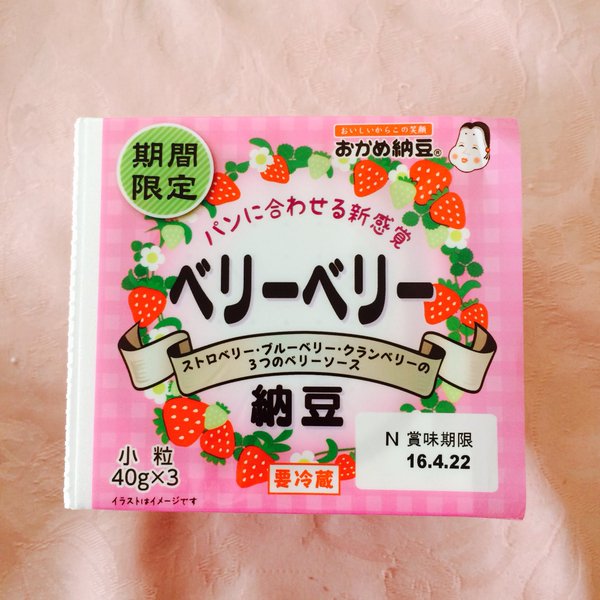 おいしいからこの笑顔
おかめ納豆®
期間
限定
パンに合わせる新感覚
ベリーベリー
ストロベリー・ブルーベリー・クランベリーの
3つのベリーソース
納豆
小粒
40g×3
イラストはイメージです
要冷蔵
N 賞味期限
16.4.22